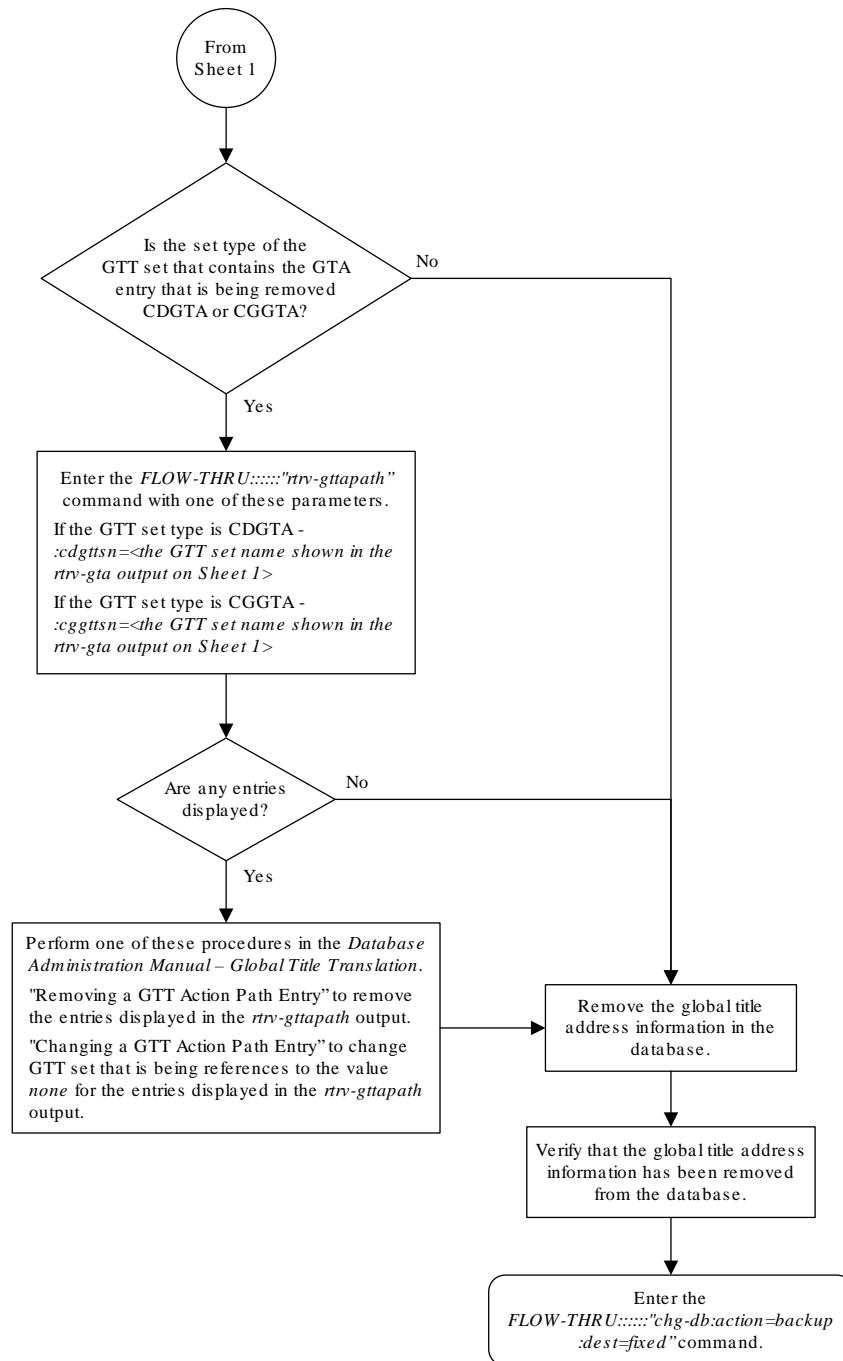 From
Sheet 1
Is the set type of the
GTT set that contains the GTA
entry that is being removed
CDGTA or CGGTA?
No
Yes
Enter the FLOW-THRU::::::"rtrv-gttapath”
command with one of these parameters.
If the GTT set type is CDGTA -
:cdgttsn=<the GTT set name shown in the
rtrv-gta output on Sheet 1>
If the GTT set type is CGGTA -
:cggttsn=<the GTT set name shown in the
rtrv-gta output on Sheet 1>
Are any entries
displayed?
No
Yes
Perform one of these procedures in the Database
Administration Manual – Global Title Translation.
"Removing a GTT Action Path Entry” to remove
the entries displayed in the rtrv-gttapath output.
"Changing a GTT Action Path Entry” to change
GTT set that is being references to the value
none for the entries displayed in the rtrv-gttapath
output.
Remove the global title
address information in the
database.
Verify that the global title address
information has been removed
from the database.
Enter the
FLOW-THRU::::::"chg-db:action=backup
:dest=fixed” command.